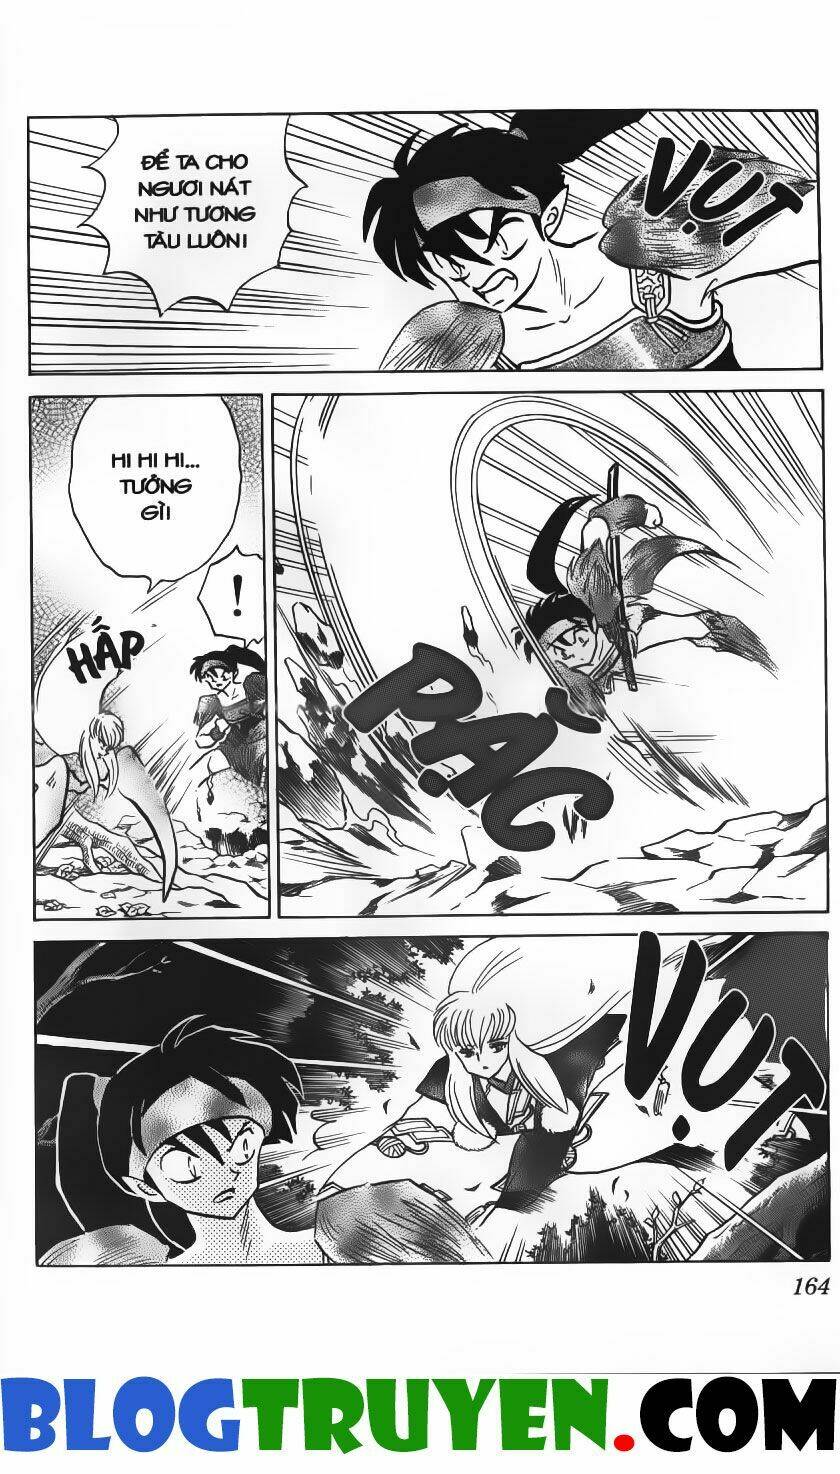 ĐỂ TA CHO
NGƯƠI NÁT
NHƯ TƯƠNG
TÀU LUÔN!
VỤT
HI HI HI...
TƯỞNG
GÌ!
!
HẤP
PẶC
VỤT
164
BLOGTRUYEN.COM